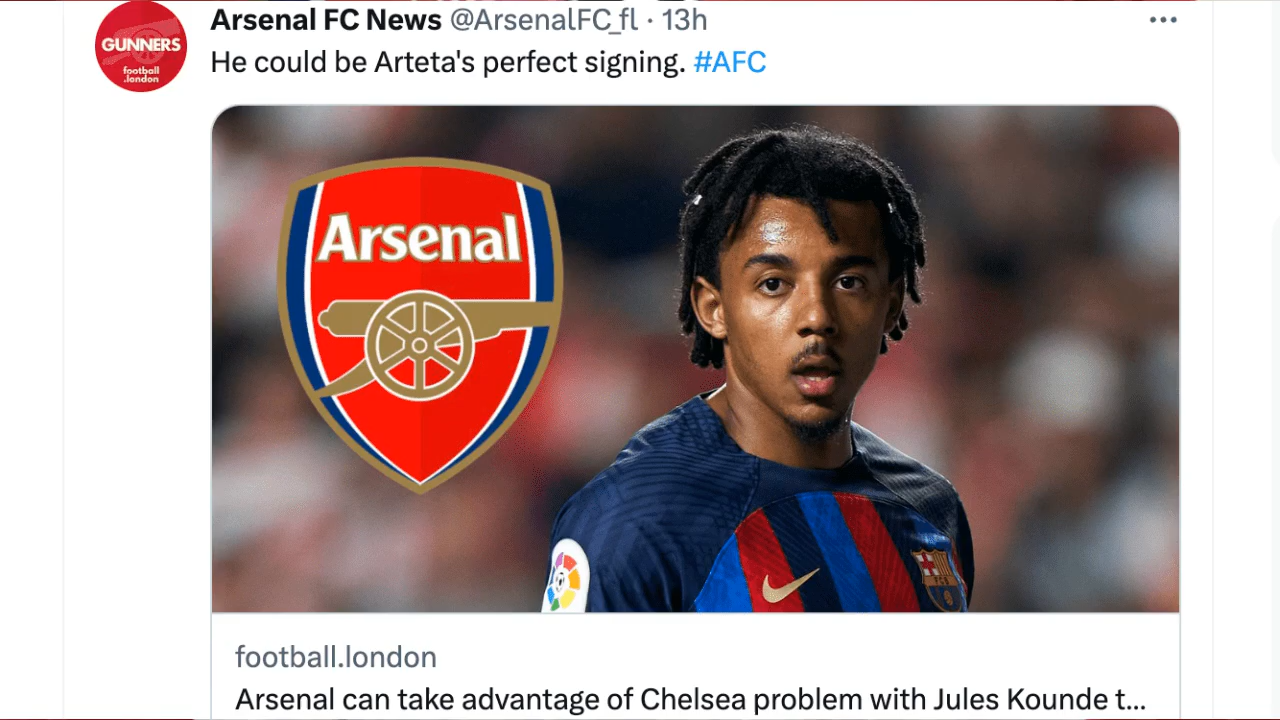 Arsenal FC News @ArsenalFC_fl · 13h
GUNNERS
football
.london
He could be Arteta's perfect signing. #AFC
Arsenal
football.london
Arsenal can take advantage of Chelsea problem with Jules Kounde t...